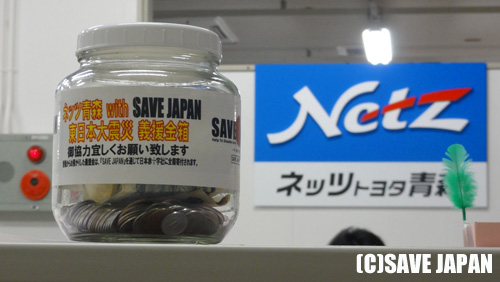 ネッツ青森 with SAVE JAPAN
東日本大震災 義援金箱
御協力宜しくお願い致します
SAVE
Netz
ネッツトヨタ青森
(C)SAVE JAPAN